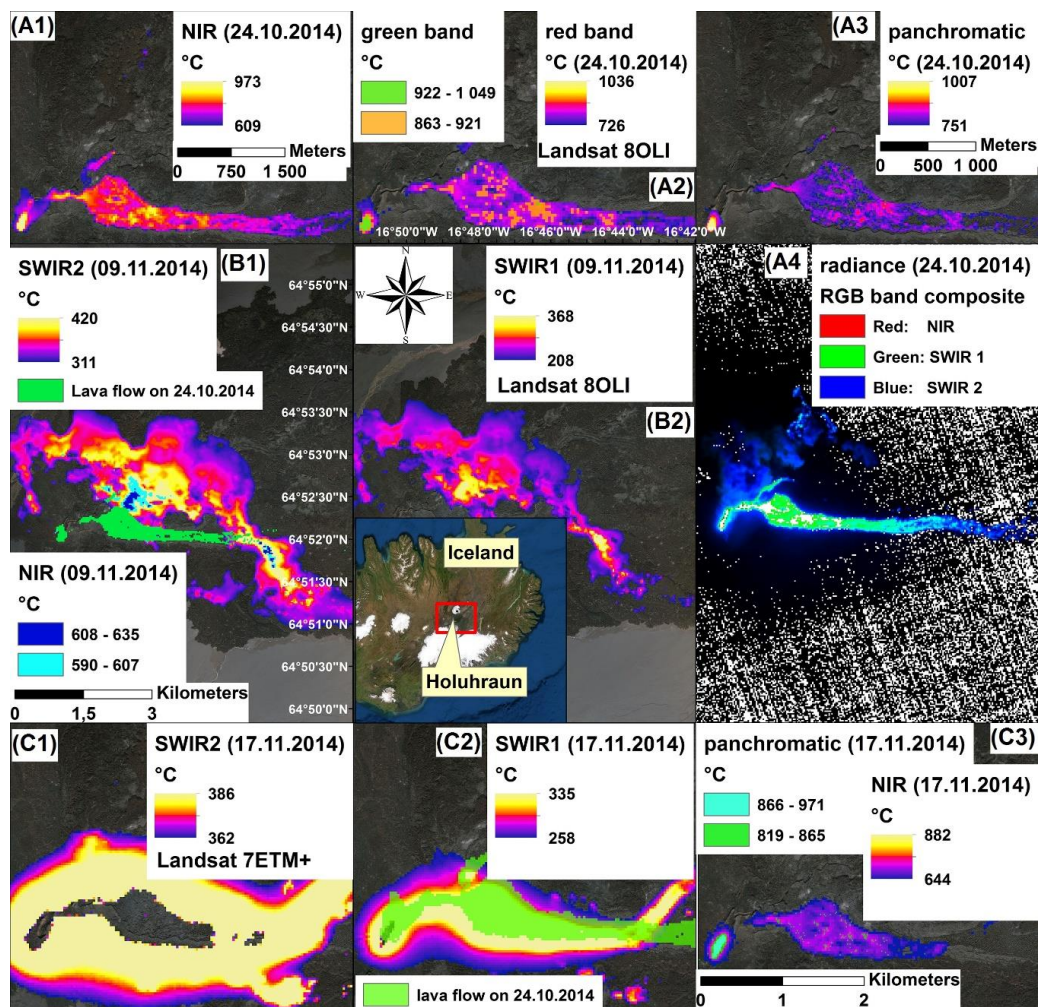 (A1)
NIR (24.10.2014)
°C
973
609
Meters
0 750 1 500
green band
red band
°C
°C (24.10.2014)
922 - 1 049
863 - 921
1036
726
Landsat 8OLI
(A2)
16°50'0"W 16°48'0"W 16°46'0"W 16°44'0"W 16°42'0"W
(A3)
panchromatic
°C (24.10.2014)
1007
751
Meters
0 500 1 000
SWIR2 (09.11.2014)
(B1)
°C
420
311
Lava flow on 24.10.2014
NIR (09.11.2014)
°C
608 - 635
590 - 607
Kilometers
0 1,5 3
64°55'0"N
64°54'30"N
64°54'0"N
64°53'30"N
64°53'0"N
64°52'30"N
64°52'0"N
64°51'30"N
64°51'0"N
64°50'30"N
64°50'0"N
N
W E
S
SWIR1 (09.11.2014)
°C
368
208
Landsat 8OLI
(B2)
Iceland
Holuhraun
(A4)
radiance (24.10.2014)
RGB band composite
Red: NIR
Green: SWIR 1
Blue: SWIR 2
(C1)
SWIR2 (17.11.2014)
°C
386
362
Landsat 7ETM+
(C2)
SWIR1 (17.11.2014)
°C
335
258
lava flow on 24.10.2014
panchromatic (17.11.2014)
(C3)
°C
866 - 971
819 - 865
NIR (17.11.2014)
°C
882
644
Kilometers
0 1 2